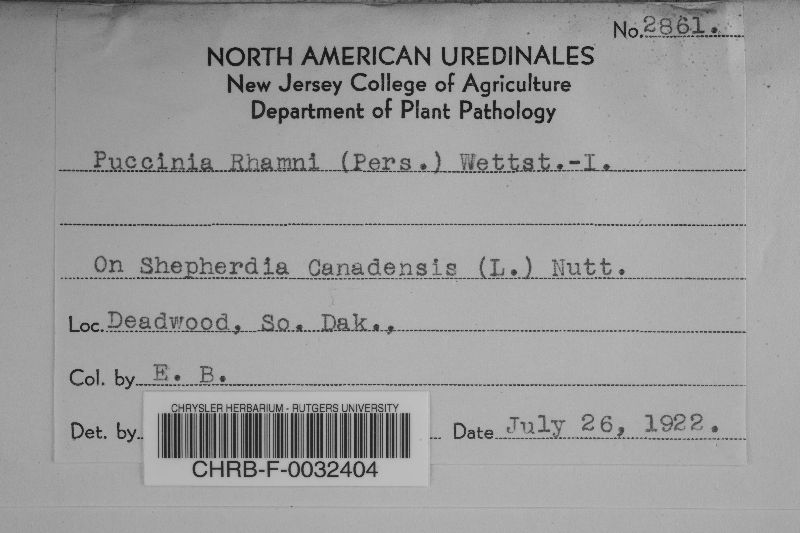 No. 2861.
NORTH AMERICAN UREDINALES
New Jersey College of Agriculture
Department of Plant Pathology
Puccinia Rhamni (Pers.) Wettst.-I.
On Shepherdia Canadensis (L.) Nutt.
Loc. Deadwood, So. Dak.,
Col. by E. B.
Det. by
Date July 26, 1922.
CHRYSLER HERBARIUM - RUTGERS UNIVERSITY
CHRB-F-0032404